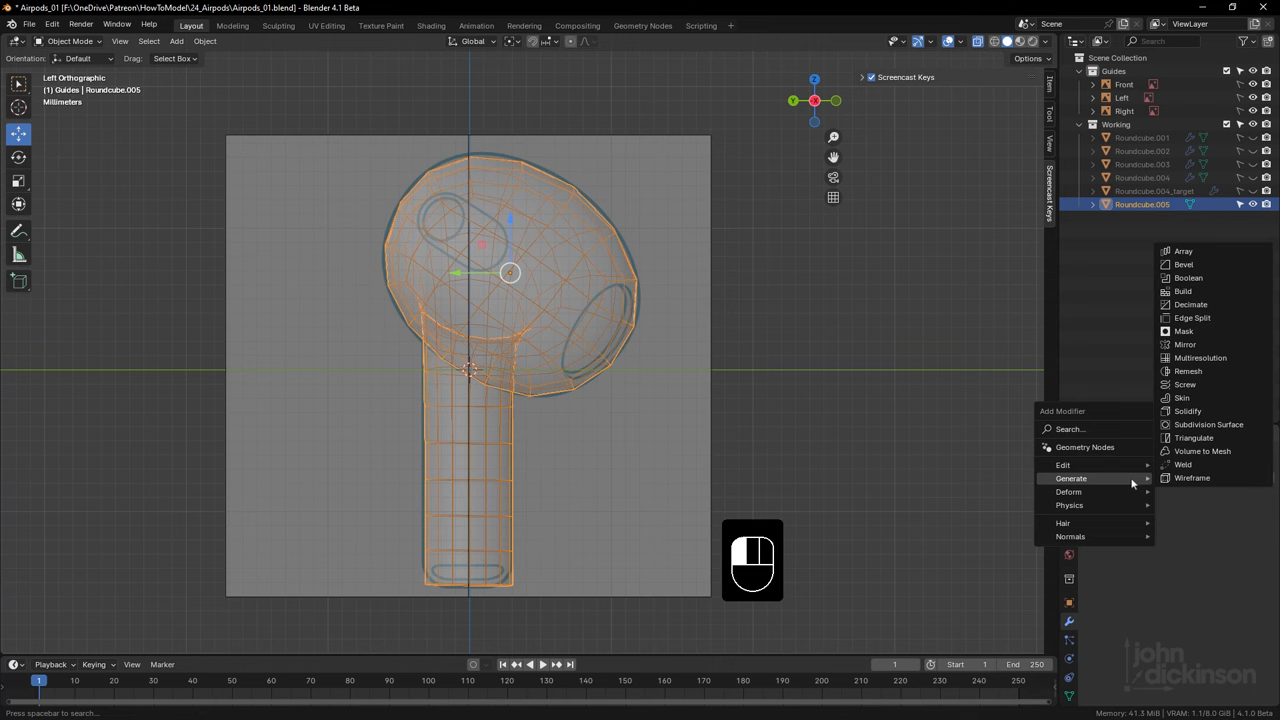 * Airpods_01 [F:\OneDrive\Patreon\HowToModel\24_Airpods\Airpods_01.blend] - Blender 4.1 Beta
File Edit Render Window Help Layout Modeling Sculpting UV Editing Texture Paint Shading Animation Rendering Compositing Geometry Nodes Scripting + Scene ViewLayer
Object Mode View Select Add Object Global Search
Orientation: Default Drag: Select Box Options
Left Orthographic
(1) Guides | Roundcube.005
Millimeters
Screencast Keys
Z
Y
X
Item
Tool
View
Screencast Keys
Scene Collection
Guides
Front
Left
Right
Working
Roundcube.001
Roundcube.002
Roundcube.003
Roundcube.004
Roundcube.004_target
Roundcube.005
Add Modifier
Search...
Geometry Nodes
Edit
Generate
Deform
Physics
Hair
Normals
Array
Bevel
Boolean
Build
Decimate
Edge Split
Mask
Mirror
Multiresolution
Remesh
Screw
Skin
Solidify
Subdivision Surface
Triangulate
Volume to Mesh
Weld
Wireframe
Playback Keying View Marker 1 Start 1 End 250
1 10 20 30 40 50 60 70 80 90 100 110 120 130 140 150 160 170 180 190 200 210 220 230 240 250
john
dickinson
Press spacebar to search... Memory: 41.3 MiB | VRAM: 1.1/8.0 GiB | 4.1.0 Beta